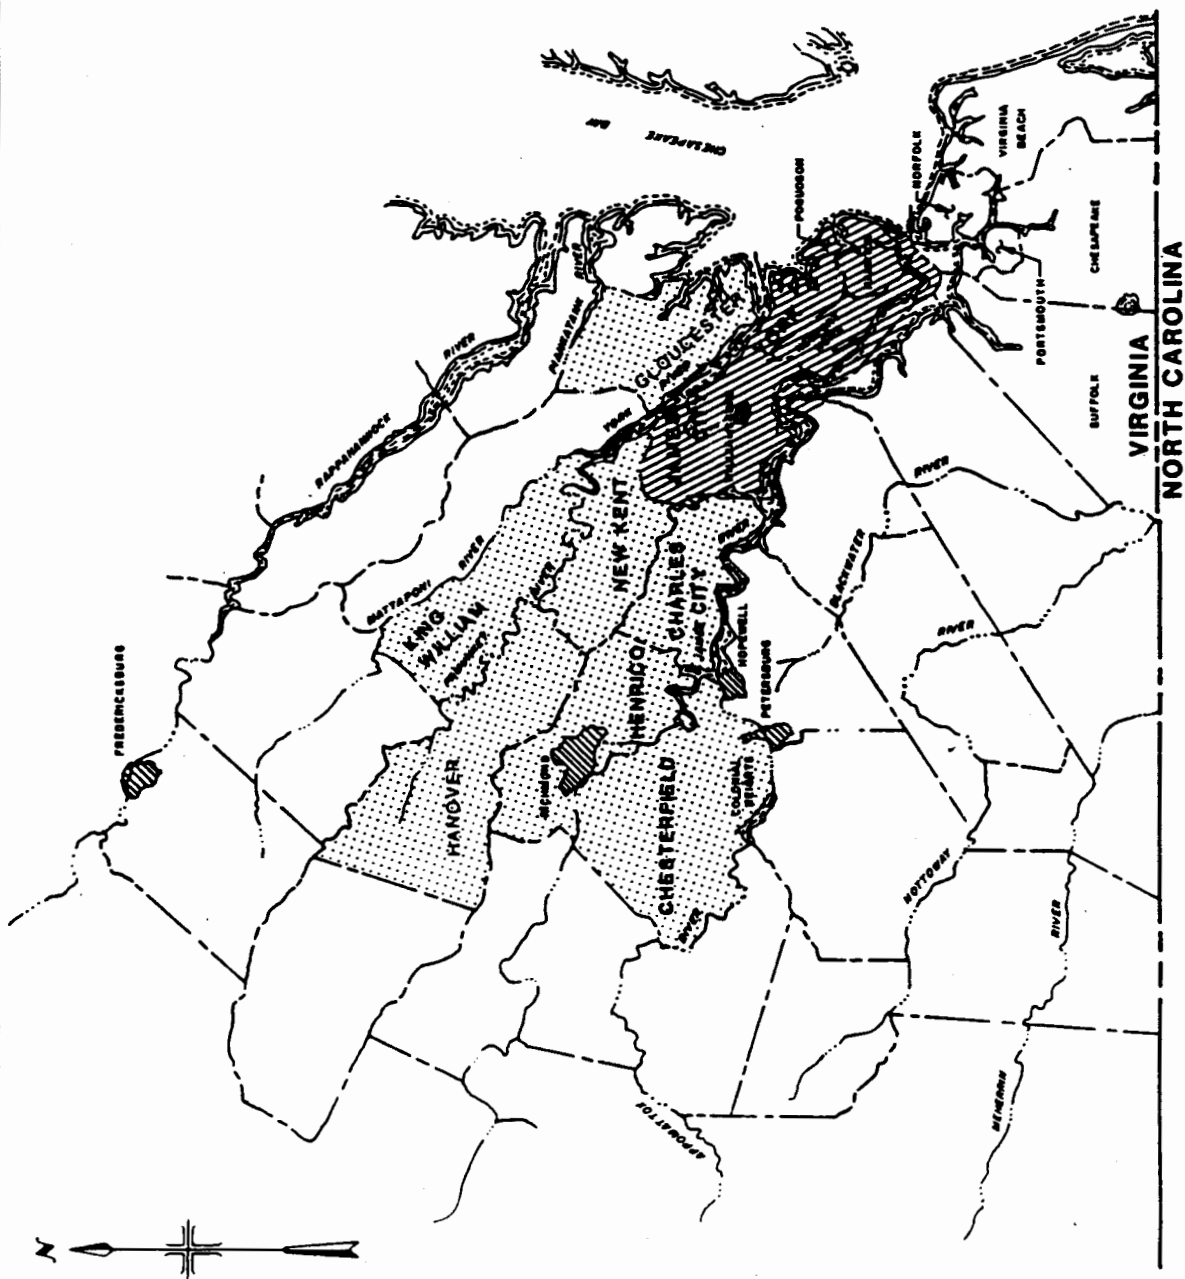 N
FREDERICKSBURG
RAPPAHANNOCK
RIVER
CHESAPEAKE
BAY
PIANKATANK
RIVER
MATTAPONI
RIVER
KING
WILLIAM
RIVER
HANOVER
NEW KENT
YORK
RIVER
GLOUCESTER
POQUOSON
NORFOLK
VIRGINIA
BEACH
CHESAPEAKE
PORTSMOUTH
SUFFOLK
RICHMOND
HENRICO
CHARLES
CITY
RIVER
HOPEWELL
PETERSBURG
COLONIAL
HEIGHTS
CHESTERFIELD
RIVER
APPOMATTOX
BLACKWATER
RIVER
NOTTOWAY
RIVER
MEHERRIN
RIVER
VIRGINIA
NORTH CAROLINA